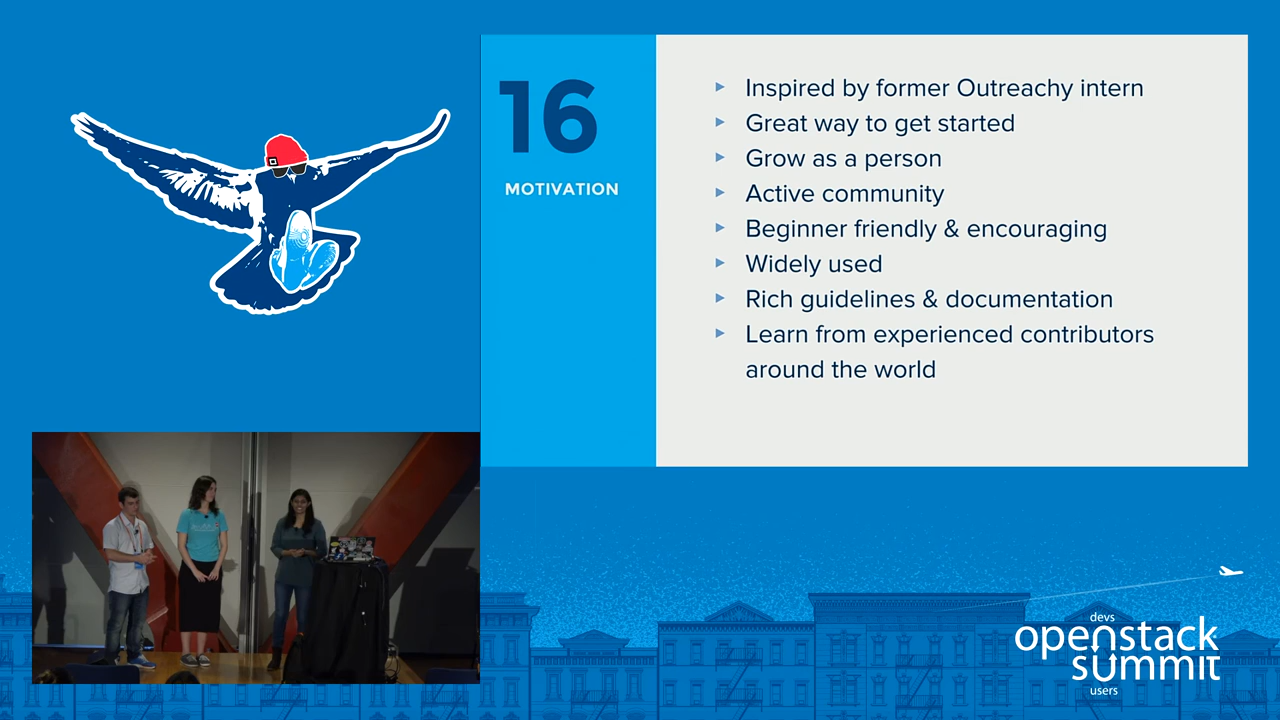 16
MOTIVATION
Inspired by former Outreachy intern
Great way to get started
Grow as a person
Active community
Beginner friendly & encouraging
Widely used
Rich guidelines & documentation
Learn from experienced contributors
around the world
devs
openstack
summit
users